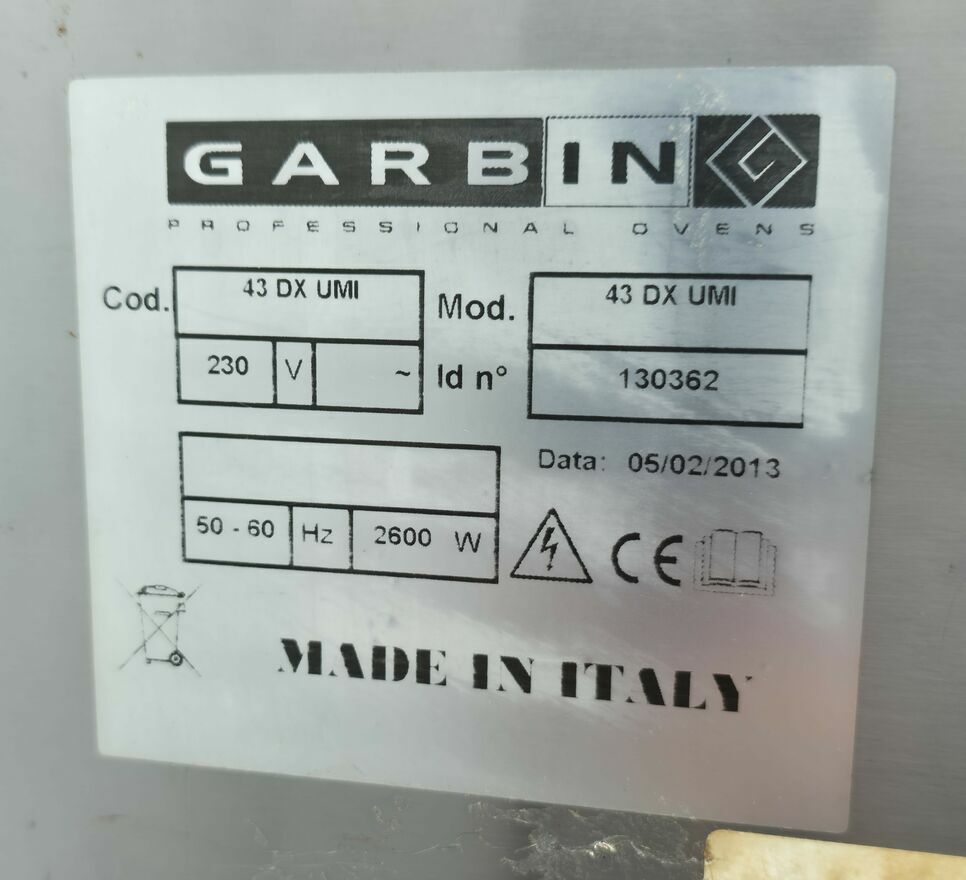 GARBIN
PROFESSIONAL OVENS
Cod. 43 DX UMI Mod. 43 DX UMI
230 V ~ Id n° 130362
Data: 05/02/2013
50 - 60 Hz 2600 W CE
MADE IN ITALY